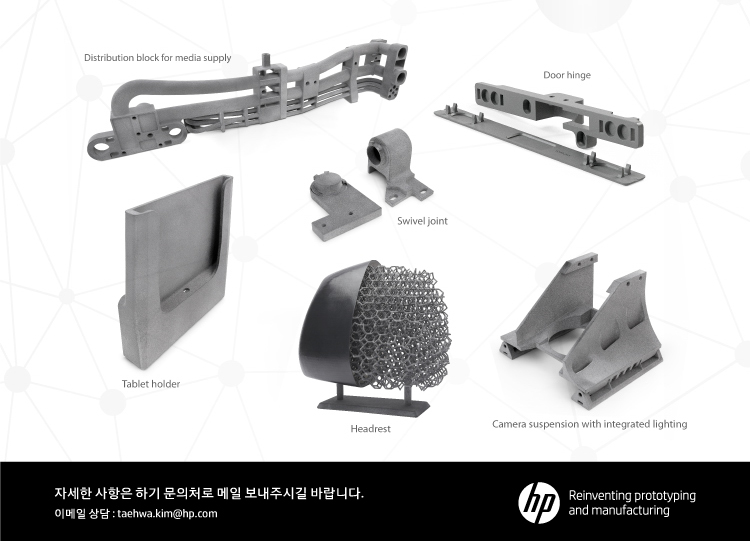 Distribution block for media supply
Door hinge
Swivel joint
Tablet holder
Headrest
Camera suspension with integrated lighting
자세한 사항은 하기 문의처로 메일 보내주시길 바랍니다.
이메일 상담 : taehwa.kim@hp.com
hp
Reinventing prototyping
and manufacturing